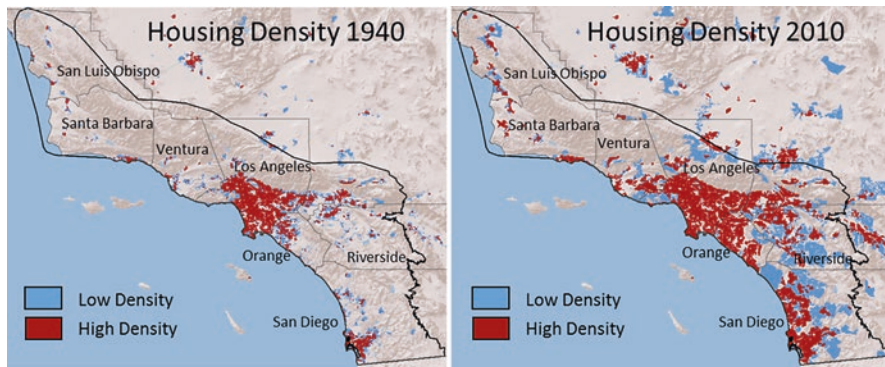 Housing Density 1940
San Luis Obispo
Santa Barbara
Ventura
Los Angeles
Orange
Riverside
San Diego
Low Density
High Density
Housing Density 2010
San Luis Obispo
Santa Barbara
Ventura
Los Angeles
Orange
Riverside
San Diego
Low Density
High Density